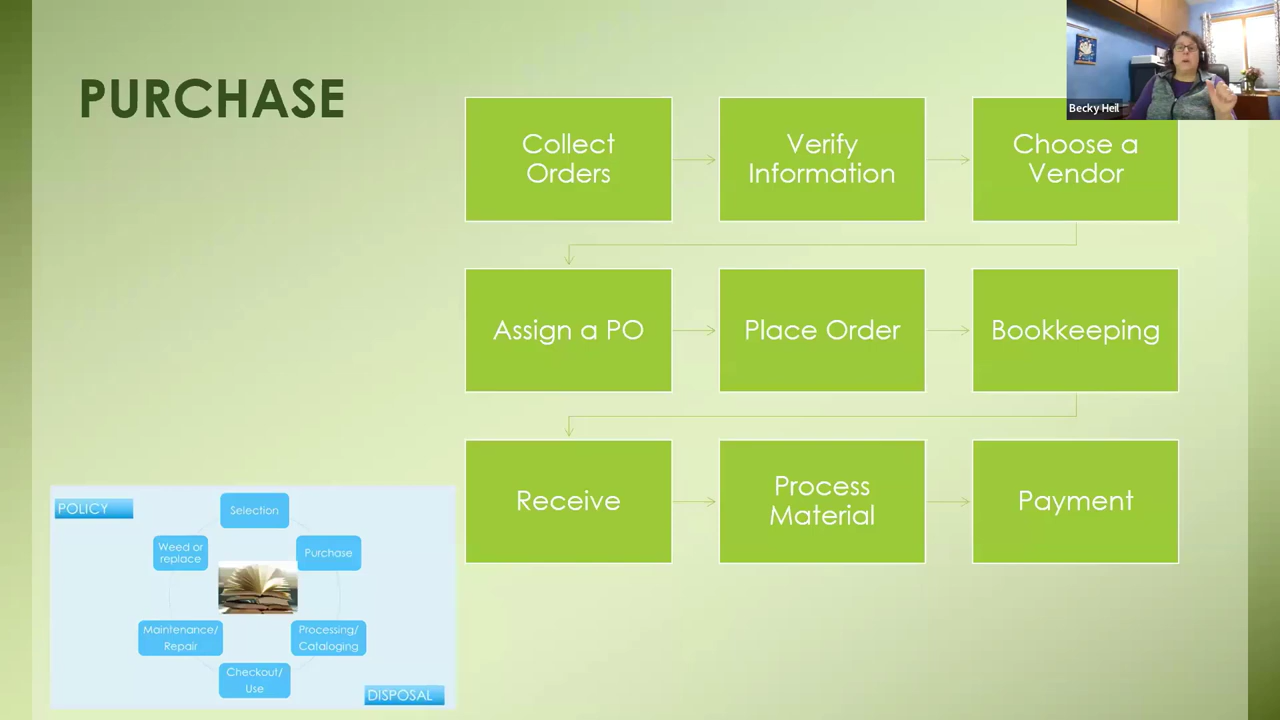 PURCHASE
Becky Heil
Collect
Orders
Verify
Information
Choose a
Vendor
Assign a PO
Place Order
Bookkeeping
Receive
Process
Material
Payment
POLICY
Selection
Purchase
Processing/
Cataloging
Checkout/
Use
Maintenance/
Repair
Weed or
replace
DISPOSAL